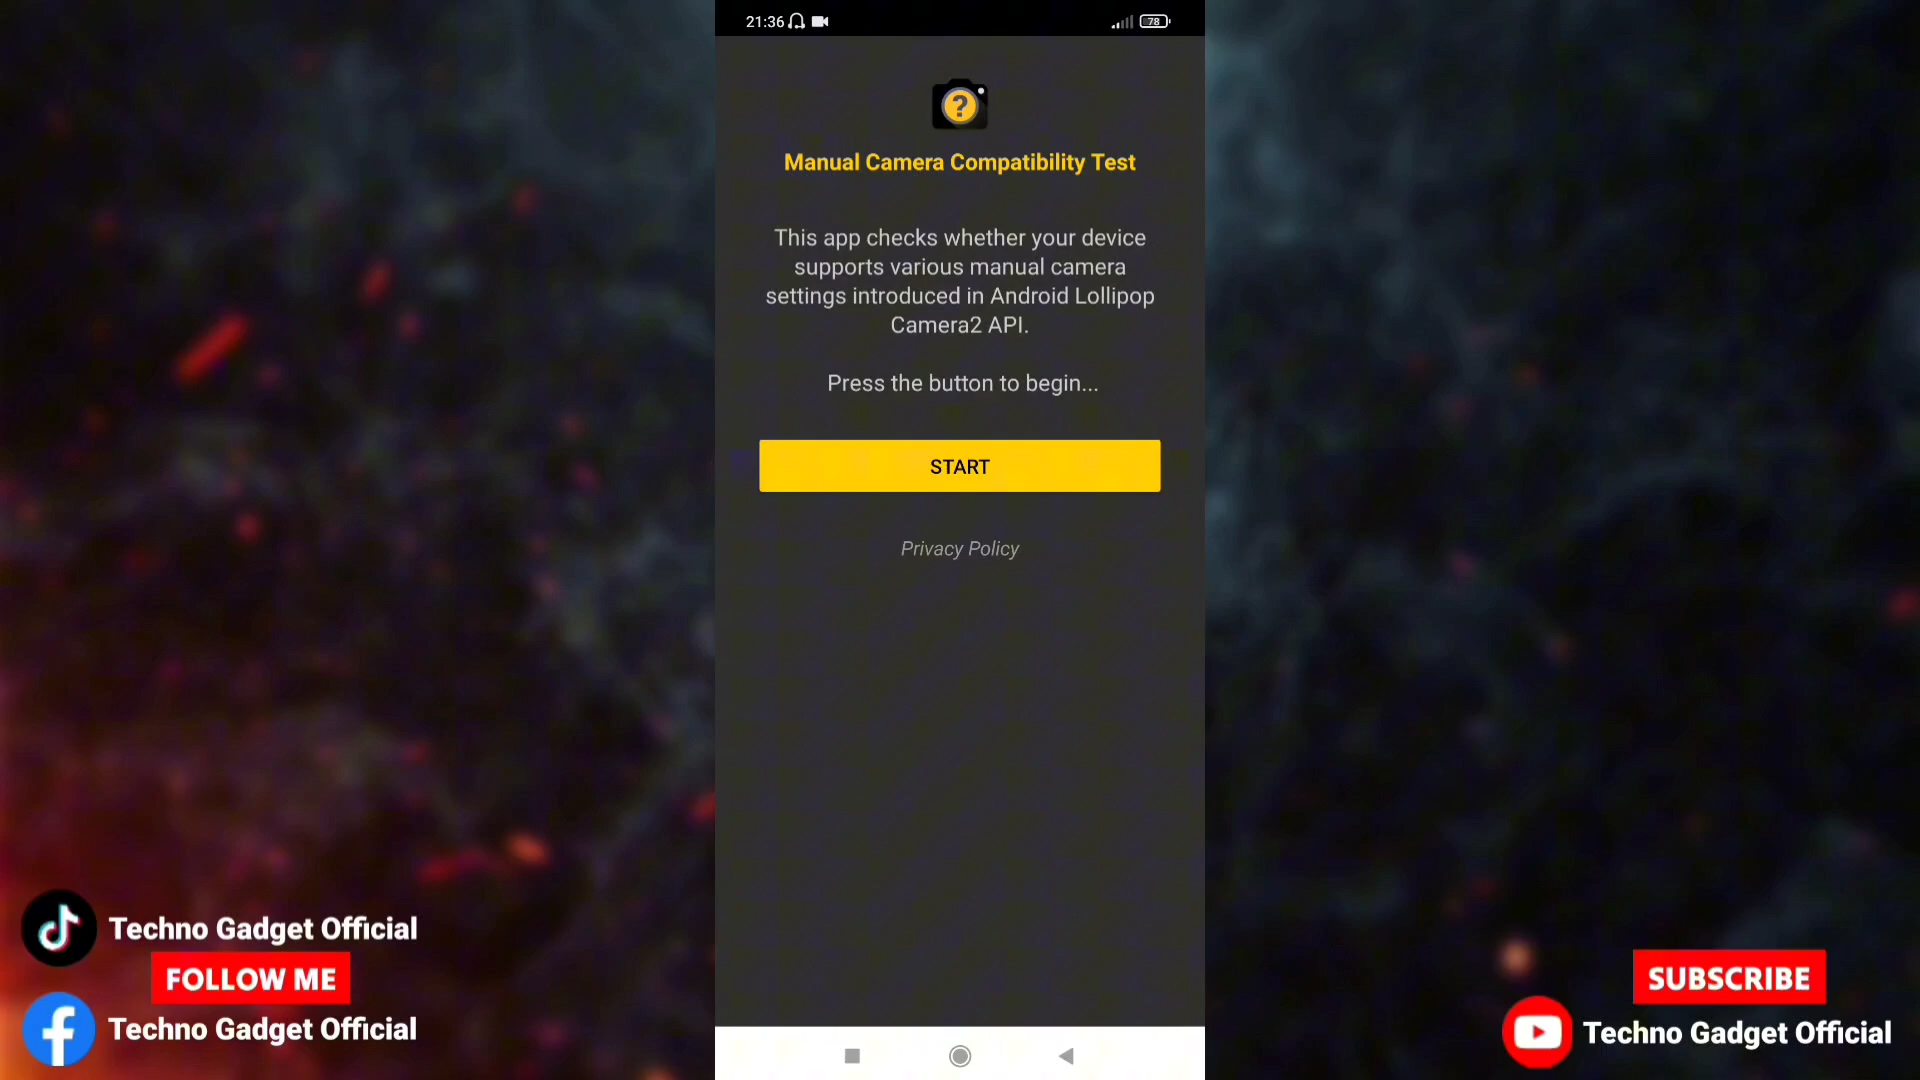 21:36
78
?
Manual Camera Compatibility Test
This app checks whether your device
supports various manual camera
settings introduced in Android Lollipop
Camera2 API.
Press the button to begin...
START
Privacy Policy
Techno Gadget Official
FOLLOW ME
Techno Gadget Official
SUBSCRIBE
Techno Gadget Official